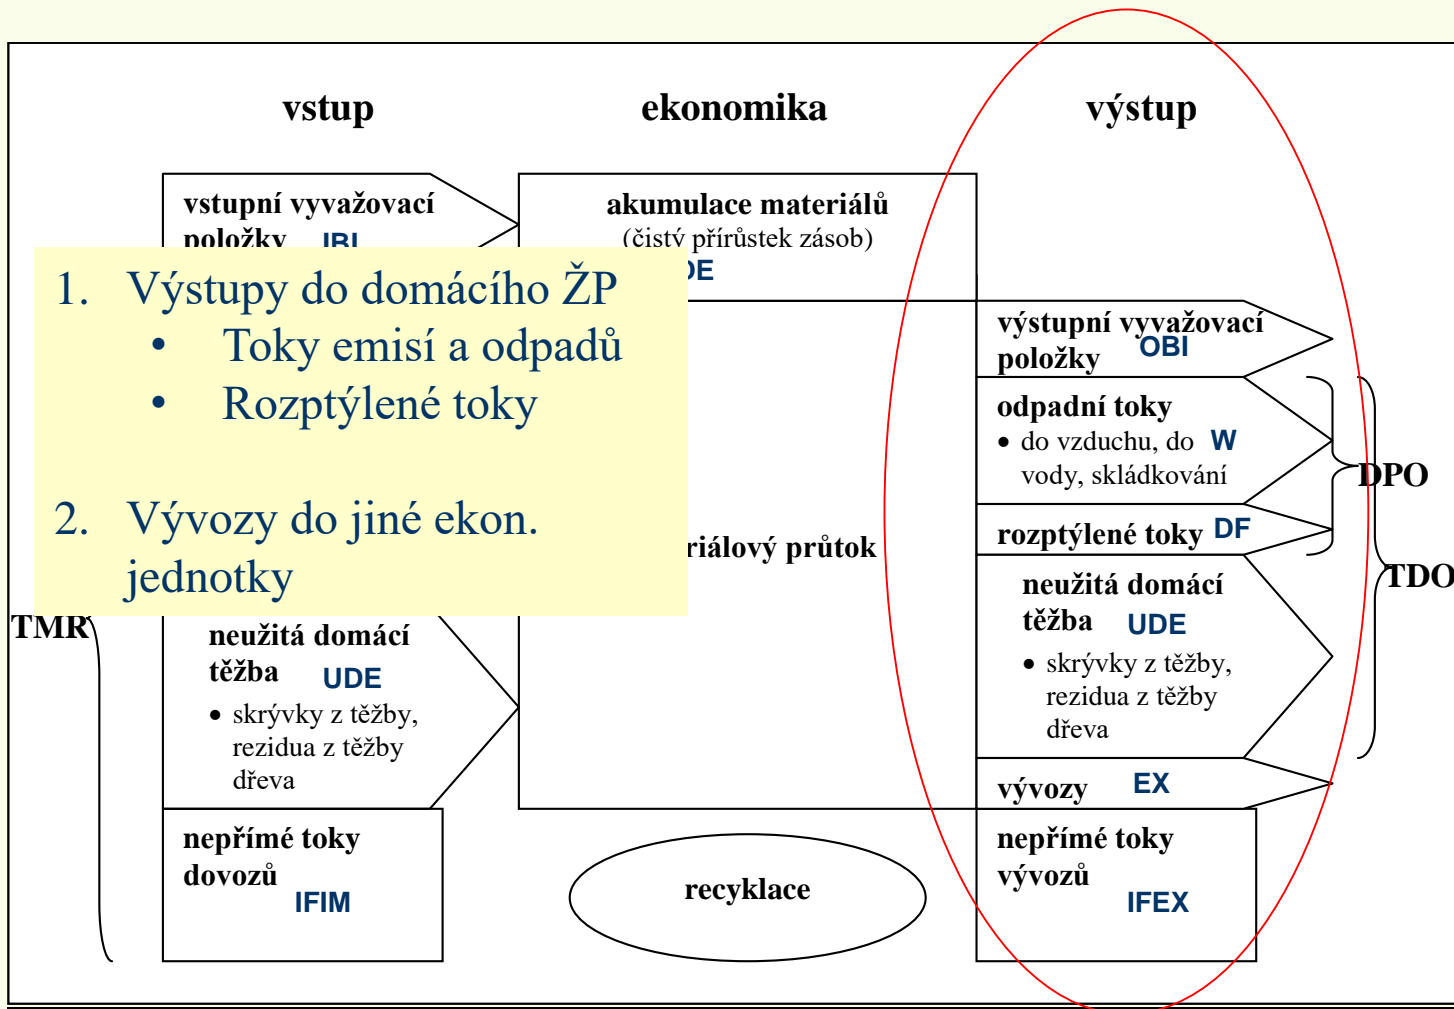 vstup
ekonomika
výstup
vstupní vyvažovací
položky IBI
akumulace materiálů
(čistý přírůstek zásob)
DE
1. Výstupy do domácího ŽP
• Toky emisí a odpadů
• Rozptýlené toky
2. Vývozy do jiné ekon.
jednotky
riálový průtok
TMR
neužitá domácí
těžba UDE
• skrývky z těžby,
rezidua z těžby
dřeva
nepřímé toky
dovozů
IFIM
recyklace
výstupní vyvažovací
položky OBI
odpadní toky
• do vzduchu, do W
vody, skládkování
rozptýlené toky DF
neužitá domácí
těžba UDE
• skrývky z těžby,
rezidua z těžby
dřeva
vývozy EX
nepřímé toky
vývozů
IFEX
DPO
TDO